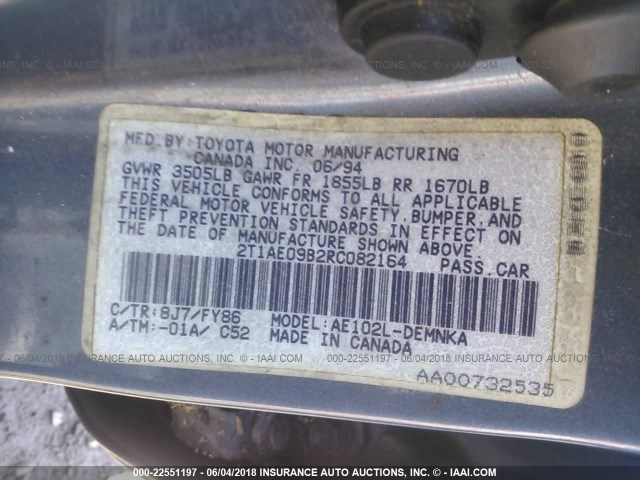 MFD.BY:TOYOTA MOTOR MANUFACTURING
CANADA INC. 06/94
GVWR 3505LB GAWR FR 1855LB RR 1670LB
THIS VEHICLE CONFORMS TO ALL APPLICABLE
FEDERAL MOTOR VEHICLE SAFETY,BUMPER,AND
THEFT PREVENTION STANDARDS IN EFFECT ON
THE DATE OF MANUFACTURE SHOWN ABOVE.
2T1AE09B2RC082164 PASS.CAR
C/TR:8J7/FY86 MODEL:AE102L-DEMNKA
A/TM:-01A/ C52 MADE IN CANADA
AA00732535
000-22551197 - 06/04/2018 INSURANCE AUTO AUCTIONS, INC. - © - IAAI.COM